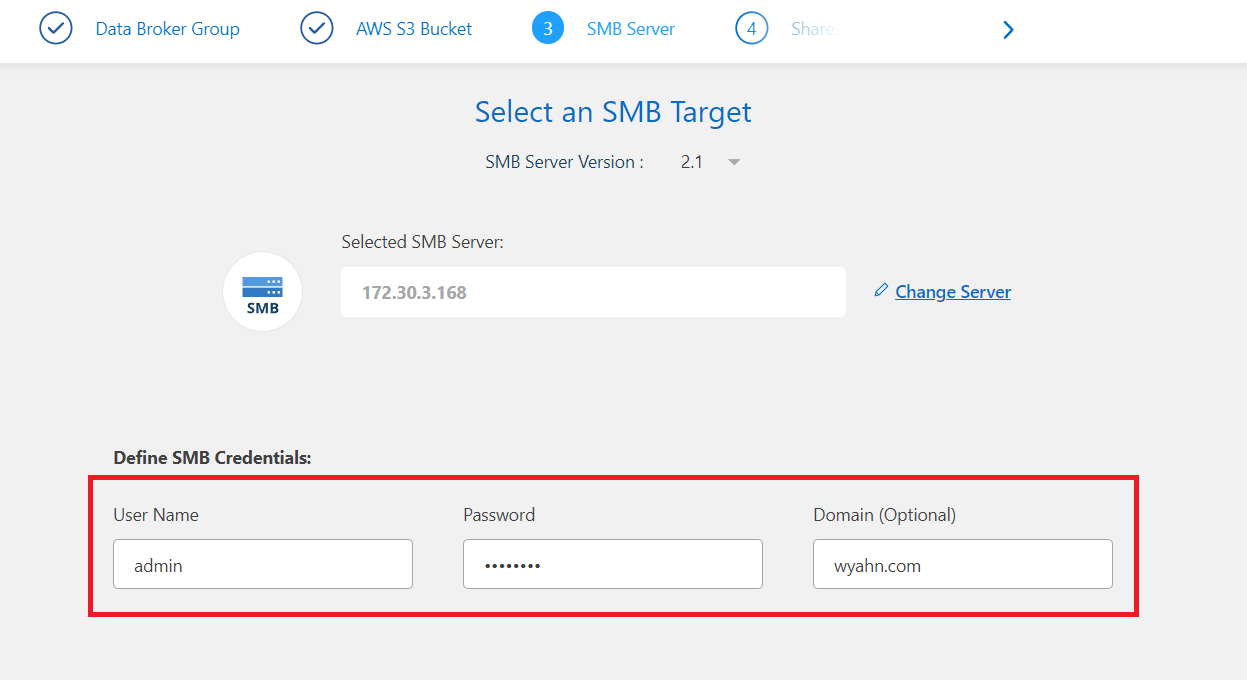 Data Broker Group AWS S3 Bucket 3 SMB Server 4 Shares
Select an SMB Target
SMB Server Version : 2.1
Selected SMB Server:
172.30.3.168
Change Server
SMB
Define SMB Credentials:
User Name Password Domain (Optional)
admin •••••••• wyahn.com